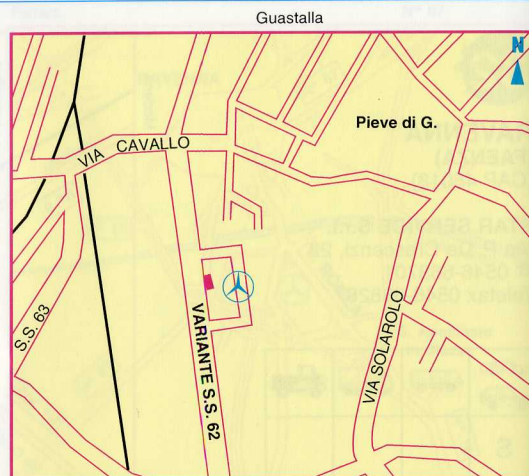 Guastalla
N
Pieve di G.
VIA CAVALLO
S.S. 63
VARIANTE S.S. 62
VIA SOLAROLO